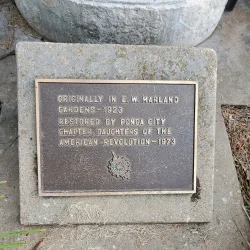 ORIGINALLY IN E.W. MARLAND
GARDENS-1923
RESTORED BY PONCA CITY
CHAPTER, DAUGHTERS OF THE
AMERICAN REVOLUTION-1973